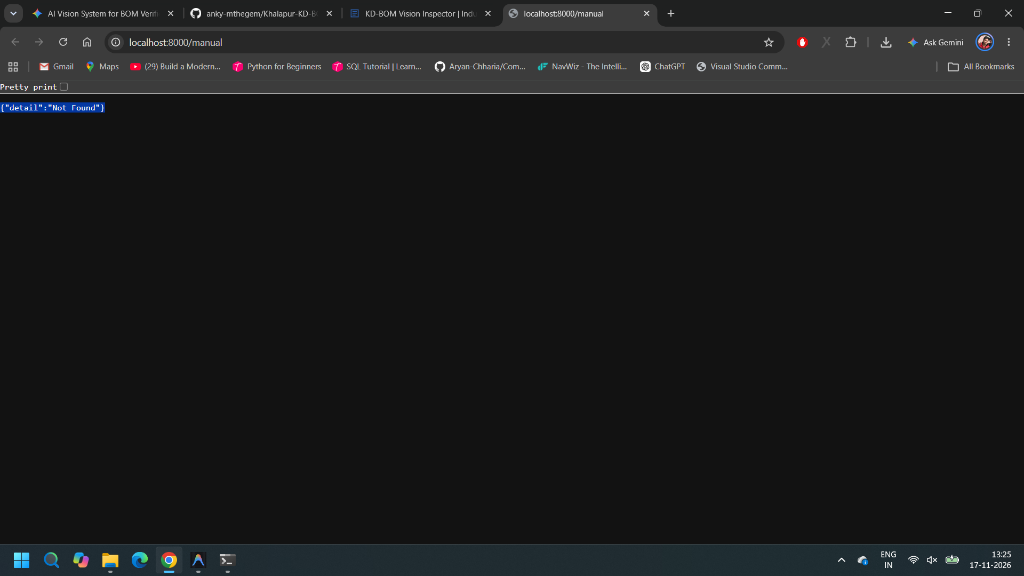 AI Vision System for BOM Verifi
anky-mthegem/Khalapur-KD-B
KD-BOM Vision Inspector | Indu
localhost:8000/manual
localhost:8000/manual
Ask Gemini
Gmail
Maps
(29) Build a Modern...
Python for Beginners
SQL Tutorial | Learn...
Aryan-Chharia/Com...
NavWiz - The Intelli...
ChatGPT
Visual Studio Comm...
All Bookmarks
Pretty print
{"detail":"Not Found"}
ENG
IN
13:25
17-11-2026